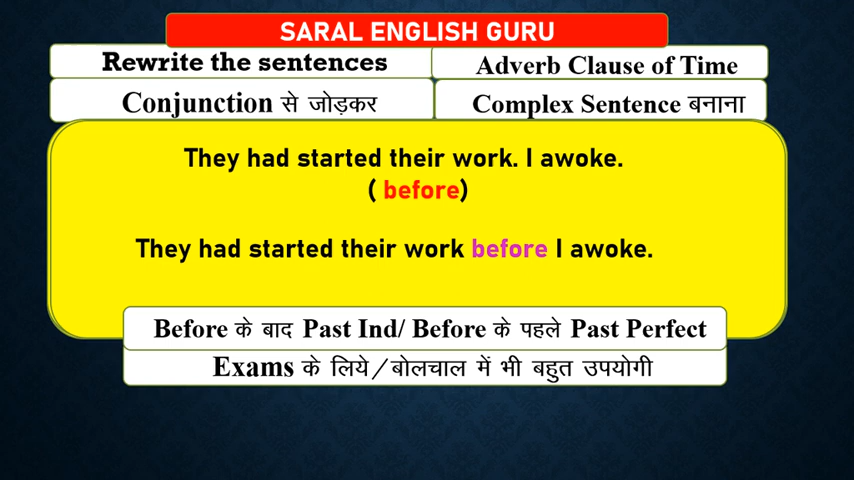 SARAL ENGLISH GURU
Rewrite the sentences
Adverb Clause of Time
Conjunction से जोड़कर
Complex Sentence बनाना
They had started their work. I awoke.
( before)
They had started their work before I awoke.
Before के बाद Past Ind/ Before के पहले Past Perfect
Exams के लिये/बोलचाल में भी बहुत उपयोगी